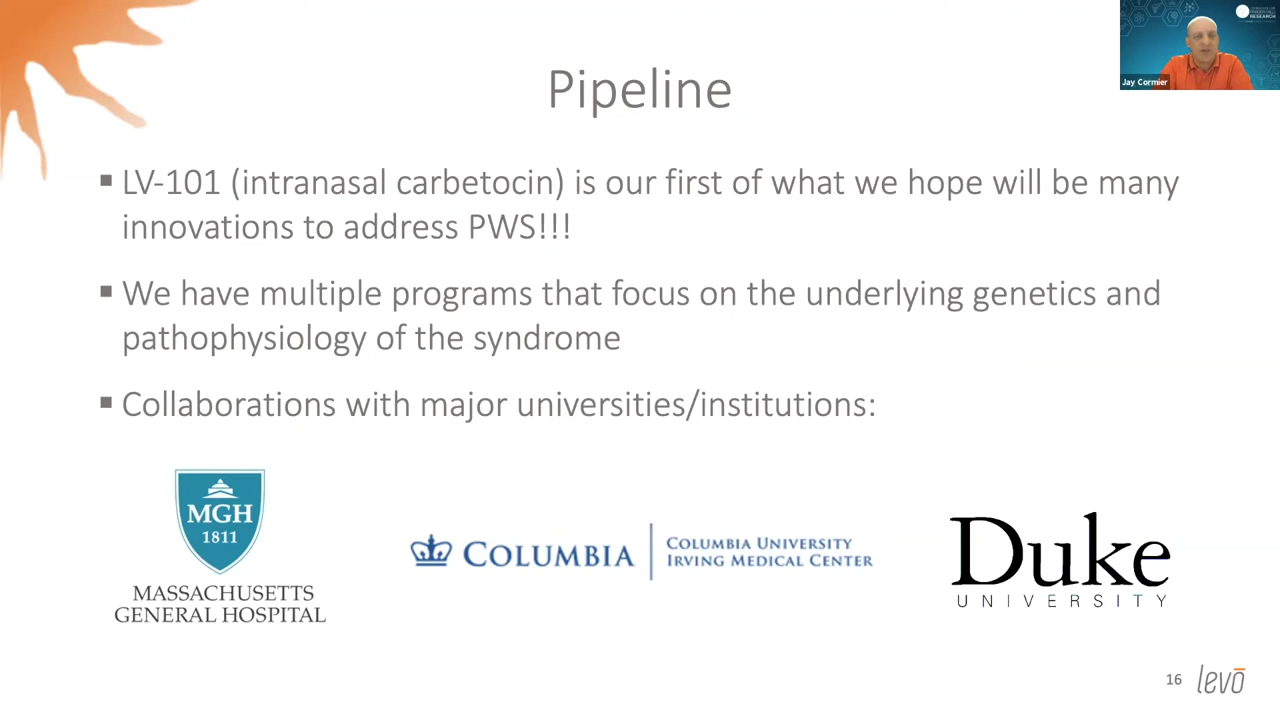 Pipeline
▪ LV-101 (intranasal carbetocin) is our first of what we hope will be many
innovations to address PWS!!!
▪ We have multiple programs that focus on the underlying genetics and
pathophysiology of the syndrome
▪ Collaborations with major universities/institutions:
MGH
1811
MASSACHUSETTS
GENERAL HOSPITAL
COLUMBIA
COLUMBIA UNIVERSITY
IRVING MEDICAL CENTER
Duke
UNIVERSITY
16
levō
Jay Cormier
RESEARCH